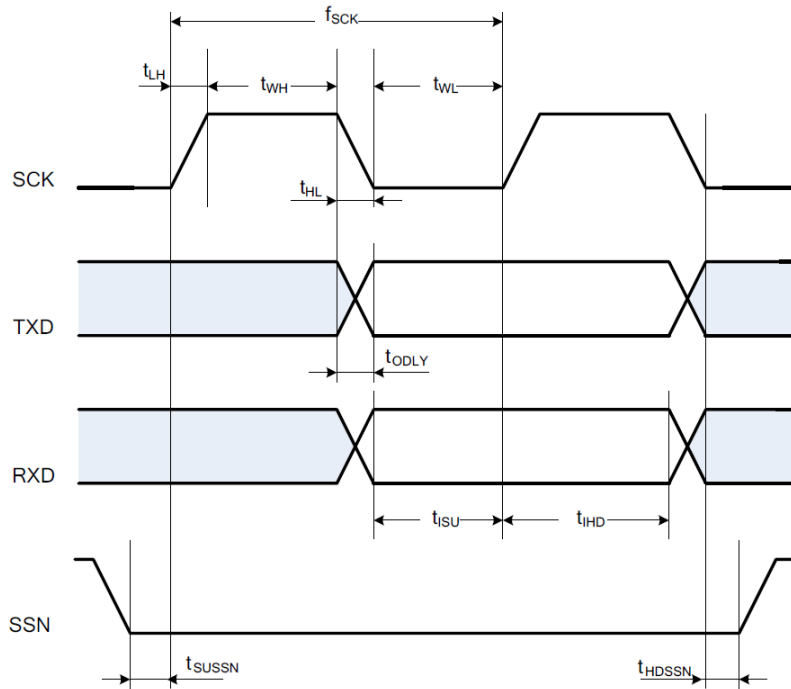 fSCK
tLH
tWH
tWL
SCK
tHL
TXD
tODLY
RXD
tISU
tIHD
SSN
tSUSSN
tHDSSN